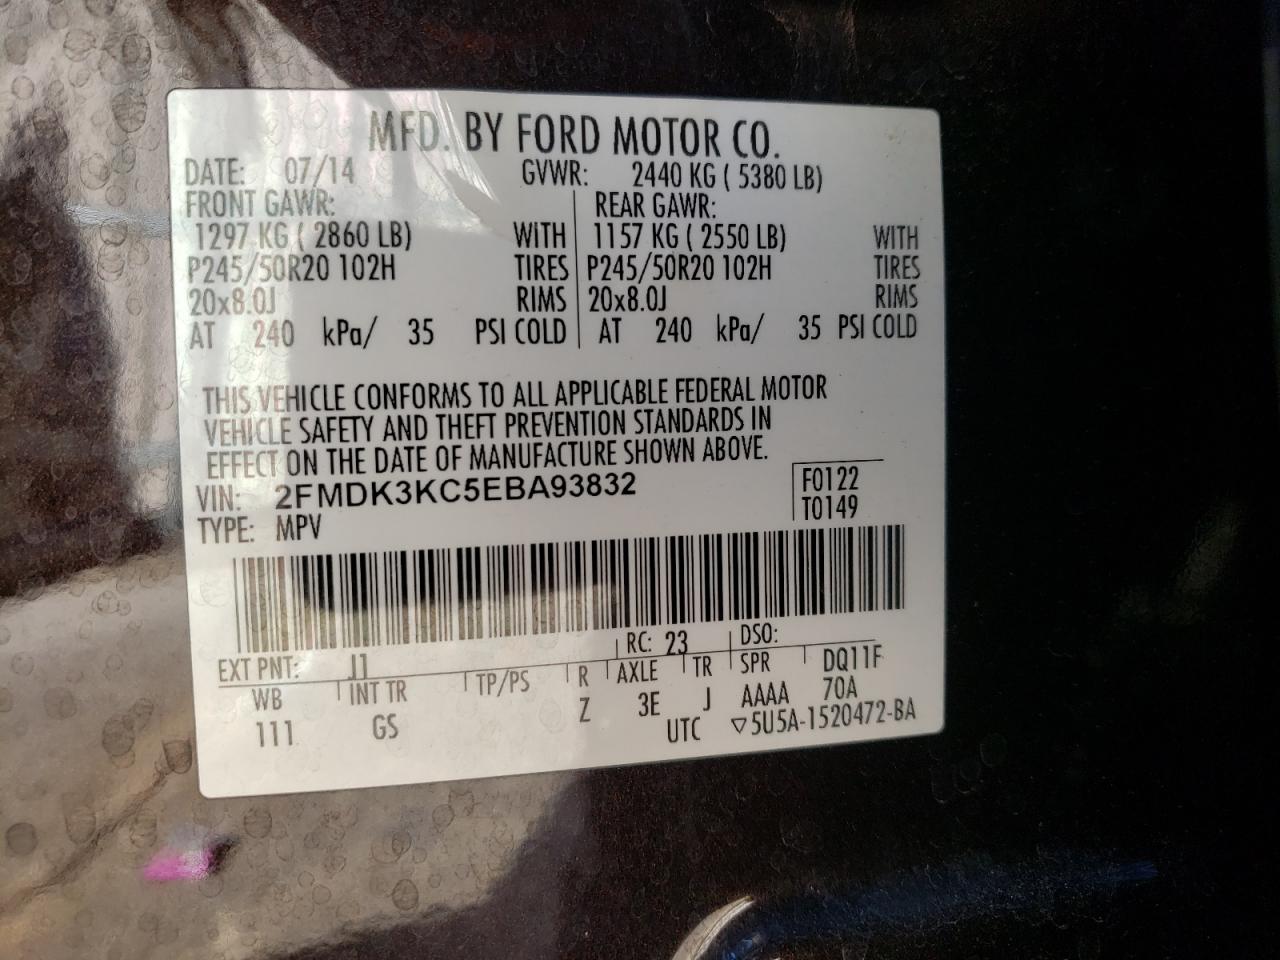 MFD. BY FORD MOTOR CO.
DATE: 07/14 GVWR: 2440 KG ( 5380 LB)
FRONT GAWR: REAR GAWR:
1297 KG ( 2860 LB) WITH 1157 KG ( 2550 LB) WITH
P245/50R20 102H TIRES P245/50R20 102H TIRES
20x8.0J RIMS 20x8.0J RIMS
AT 240 kPa/ 35 PSI COLD AT 240 kPa/ 35 PSI COLD
THIS VEHICLE CONFORMS TO ALL APPLICABLE FEDERAL MOTOR
VEHICLE SAFETY AND THEFT PREVENTION STANDARDS IN
EFFECT ON THE DATE OF MANUFACTURE SHOWN ABOVE.
VIN: 2FMDK3KC5EBA93832 F0122
TYPE: MPV T0149
EXT PNT: J1 RC: 23 DSO:
WB INT TR TP/PS R AXLE TR SPR DQ11F
111 GS Z 3E J AAAA 70A
UTC ▽5U5A-1520472-BA